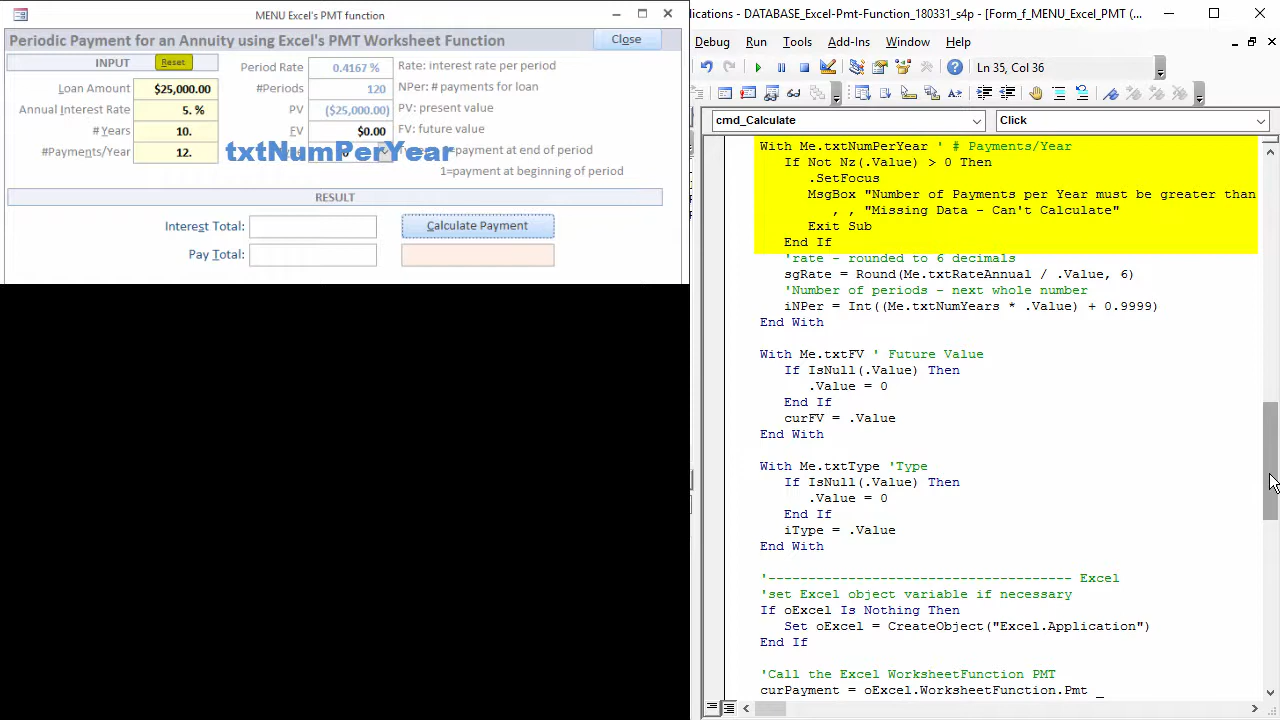 MENU Excel's PMT function
Periodic Payment for an Annuity using Excel's PMT Worksheet Function
Close
INPUT
Reset
Loan Amount $25,000.00
Annual Interest Rate 5. %
# Years 10.
#Payments/Year 12.
Period Rate 0.4167 % Rate: interest rate per period
#Periods 120 NPer: # payments for loan
PV ($25,000.00) PV: present value
FV $0.00 FV: future value
txtNumPerYear
0 =payment at end of period
1=payment at beginning of period
RESULT
Interest Total:
Calculate Payment
Pay Total:
lications - DATABASE_Excel-Pmt-Function_180331_s4p - [Form_f_MENU_Excel_PMT (...
Debug Run Tools Add-Ins Window Help
Ln 35, Col 36
cmd_Calculate Click
With Me.txtNumPerYear ' # Payments/Year
If Not Nz(.Value) > 0 Then
.SetFocus
MsgBox "Number of Payments per Year must be greater than
, , "Missing Data - Can't Calculate"
Exit Sub
End If
'rate - rounded to 6 decimals
sgRate = Round(Me.txtRateAnnual / .Value, 6)
'Number of periods - next whole number
iNPer = Int((Me.txtNumYears * .Value) + 0.9999)
End With
With Me.txtFV ' Future Value
If IsNull(.Value) Then
.Value = 0
End If
curFV = .Value
End With
With Me.txtType 'Type
If IsNull(.Value) Then
.Value = 0
End If
iType = .Value
End With
'-------------------------------------- Excel
'set Excel object variable if necessary
If oExcel Is Nothing Then
Set oExcel = CreateObject("Excel.Application")
End If
'Call the Excel WorksheetFunction PMT
curPayment = oExcel.WorksheetFunction.Pmt _